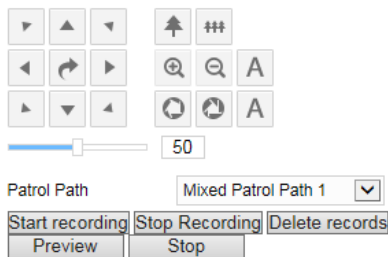 A
A
50
Patrol Path Mixed Patrol Path 1
Start recording Stop Recording Delete records
Preview Stop